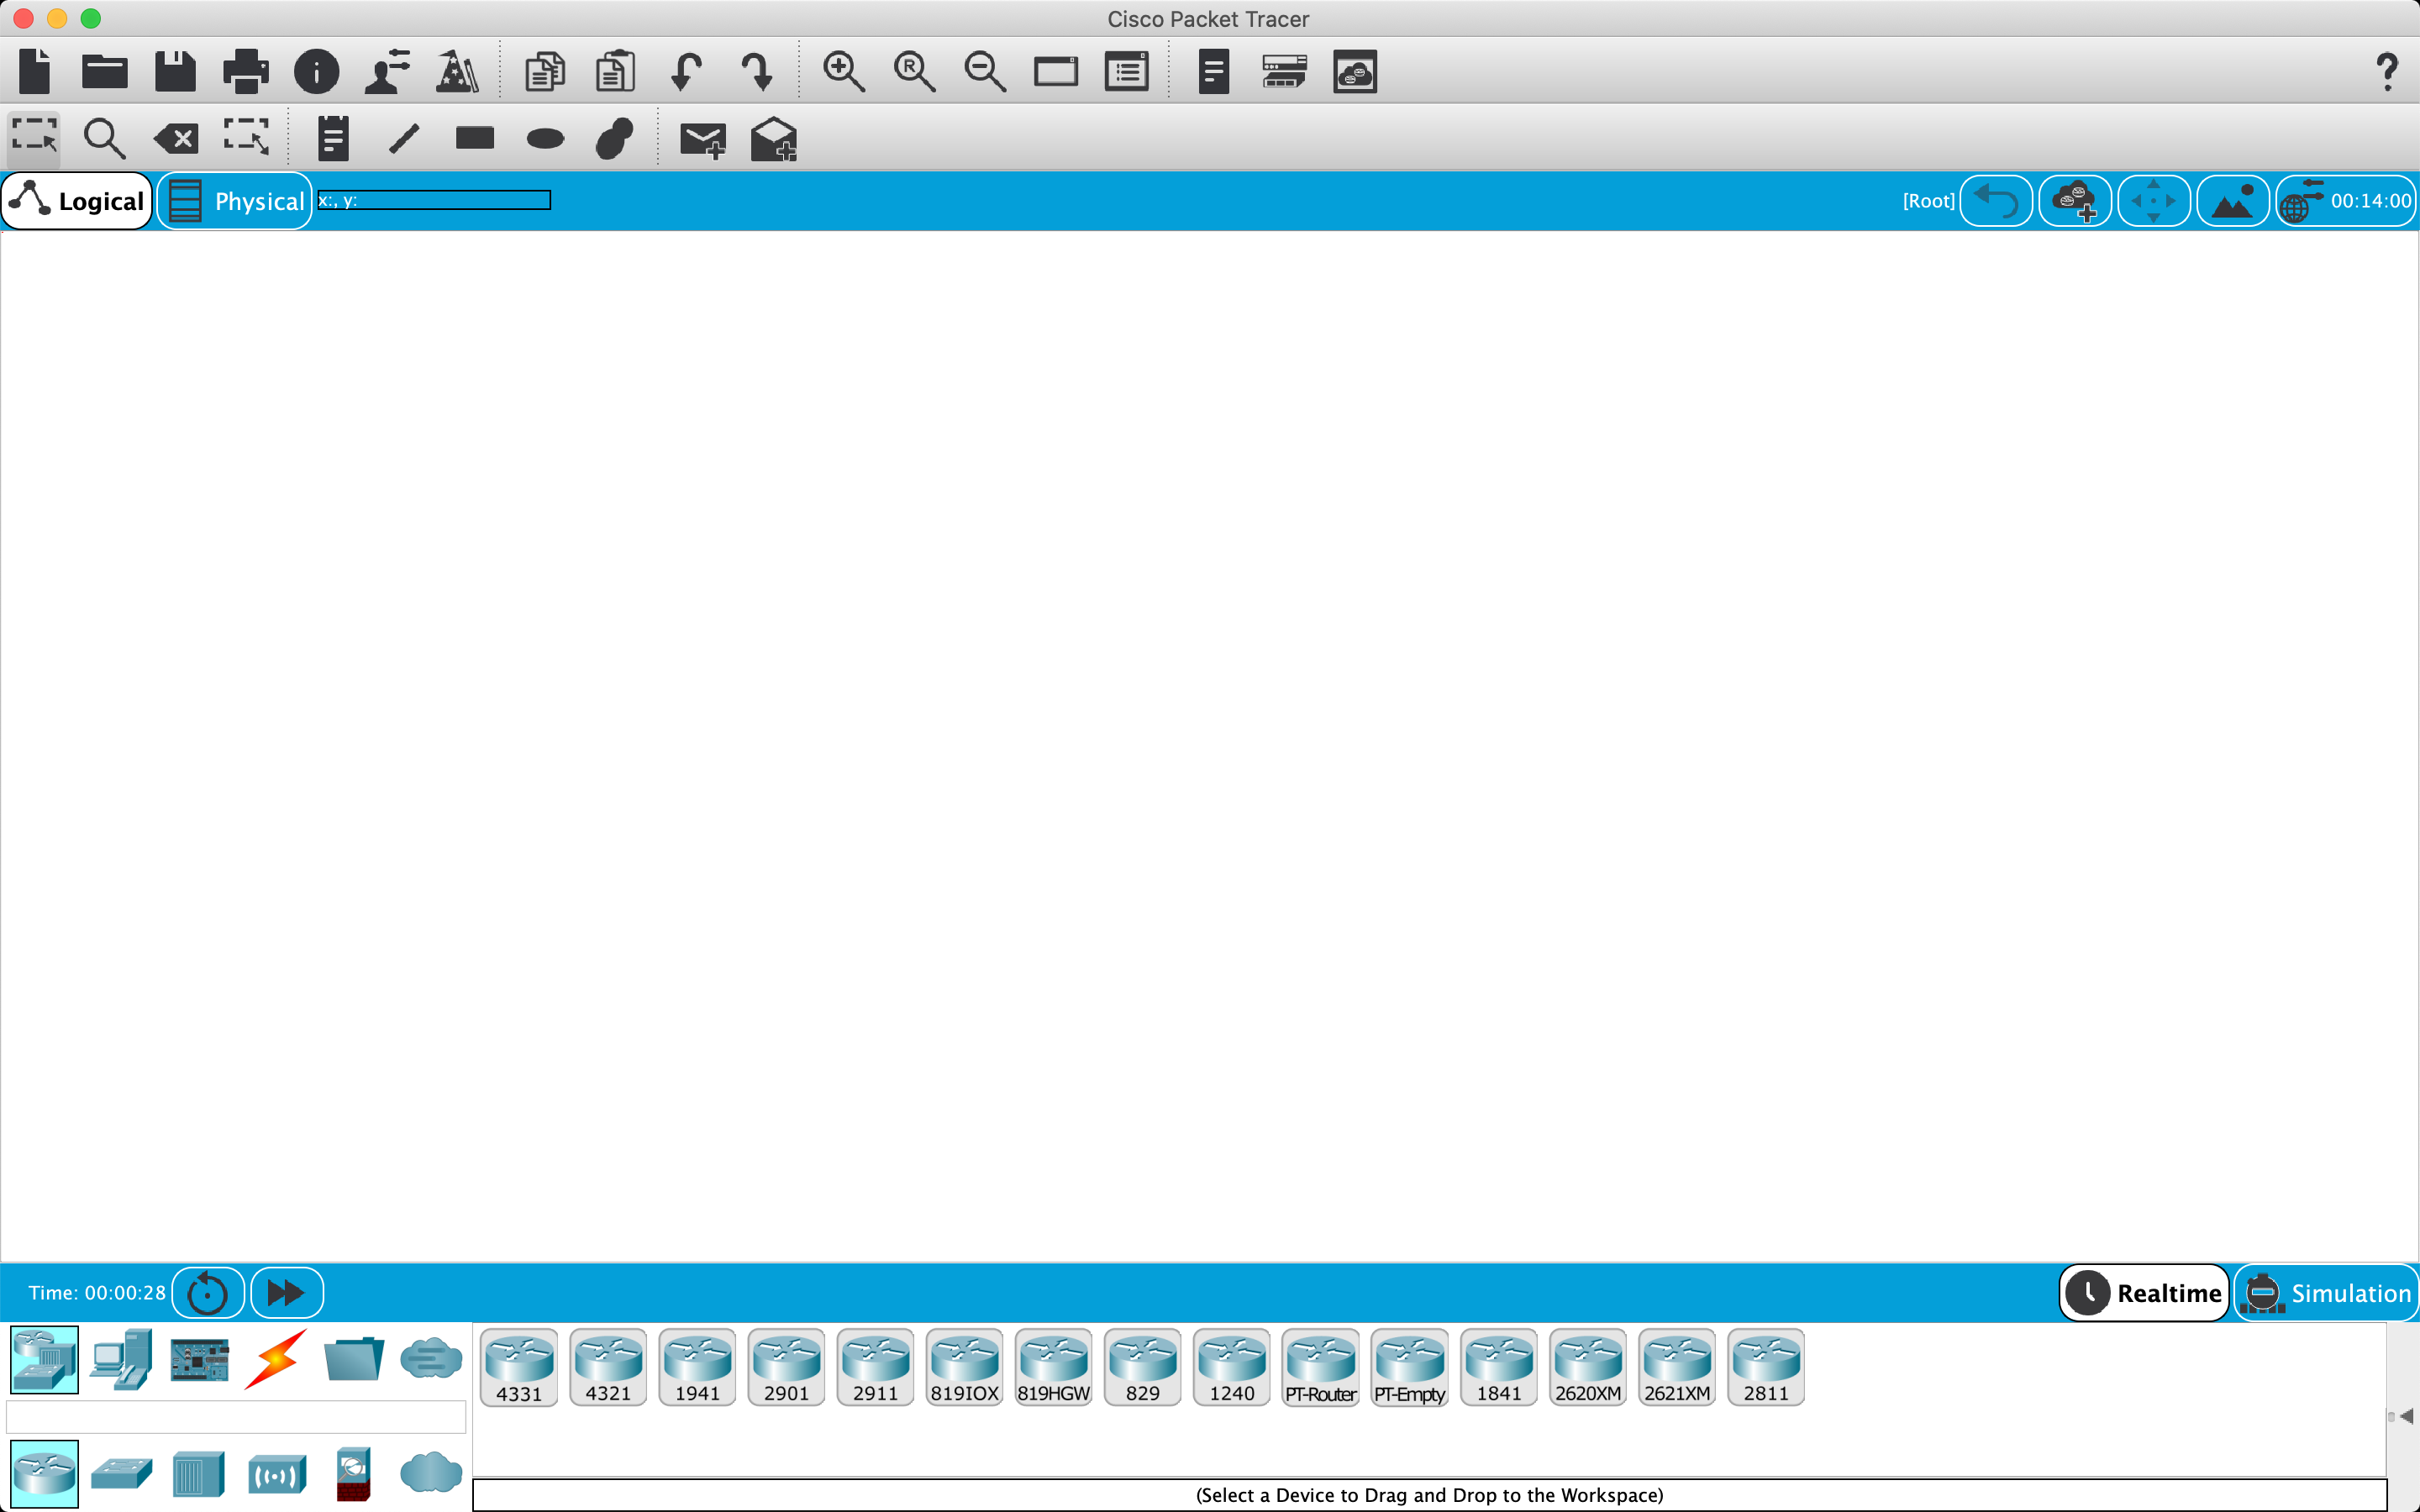 Cisco Packet Tracer
R
Logical
Physical
x:, y:
[Root]
00:14:00
Time: 00:00:28
Realtime
Simulation
4331
4321
1941
2901
2911
819IOX
819HGW
829
1240
PT-Router
PT-Empty
1841
2620XM
2621XM
2811
(Select a Device to Drag and Drop to the Workspace)